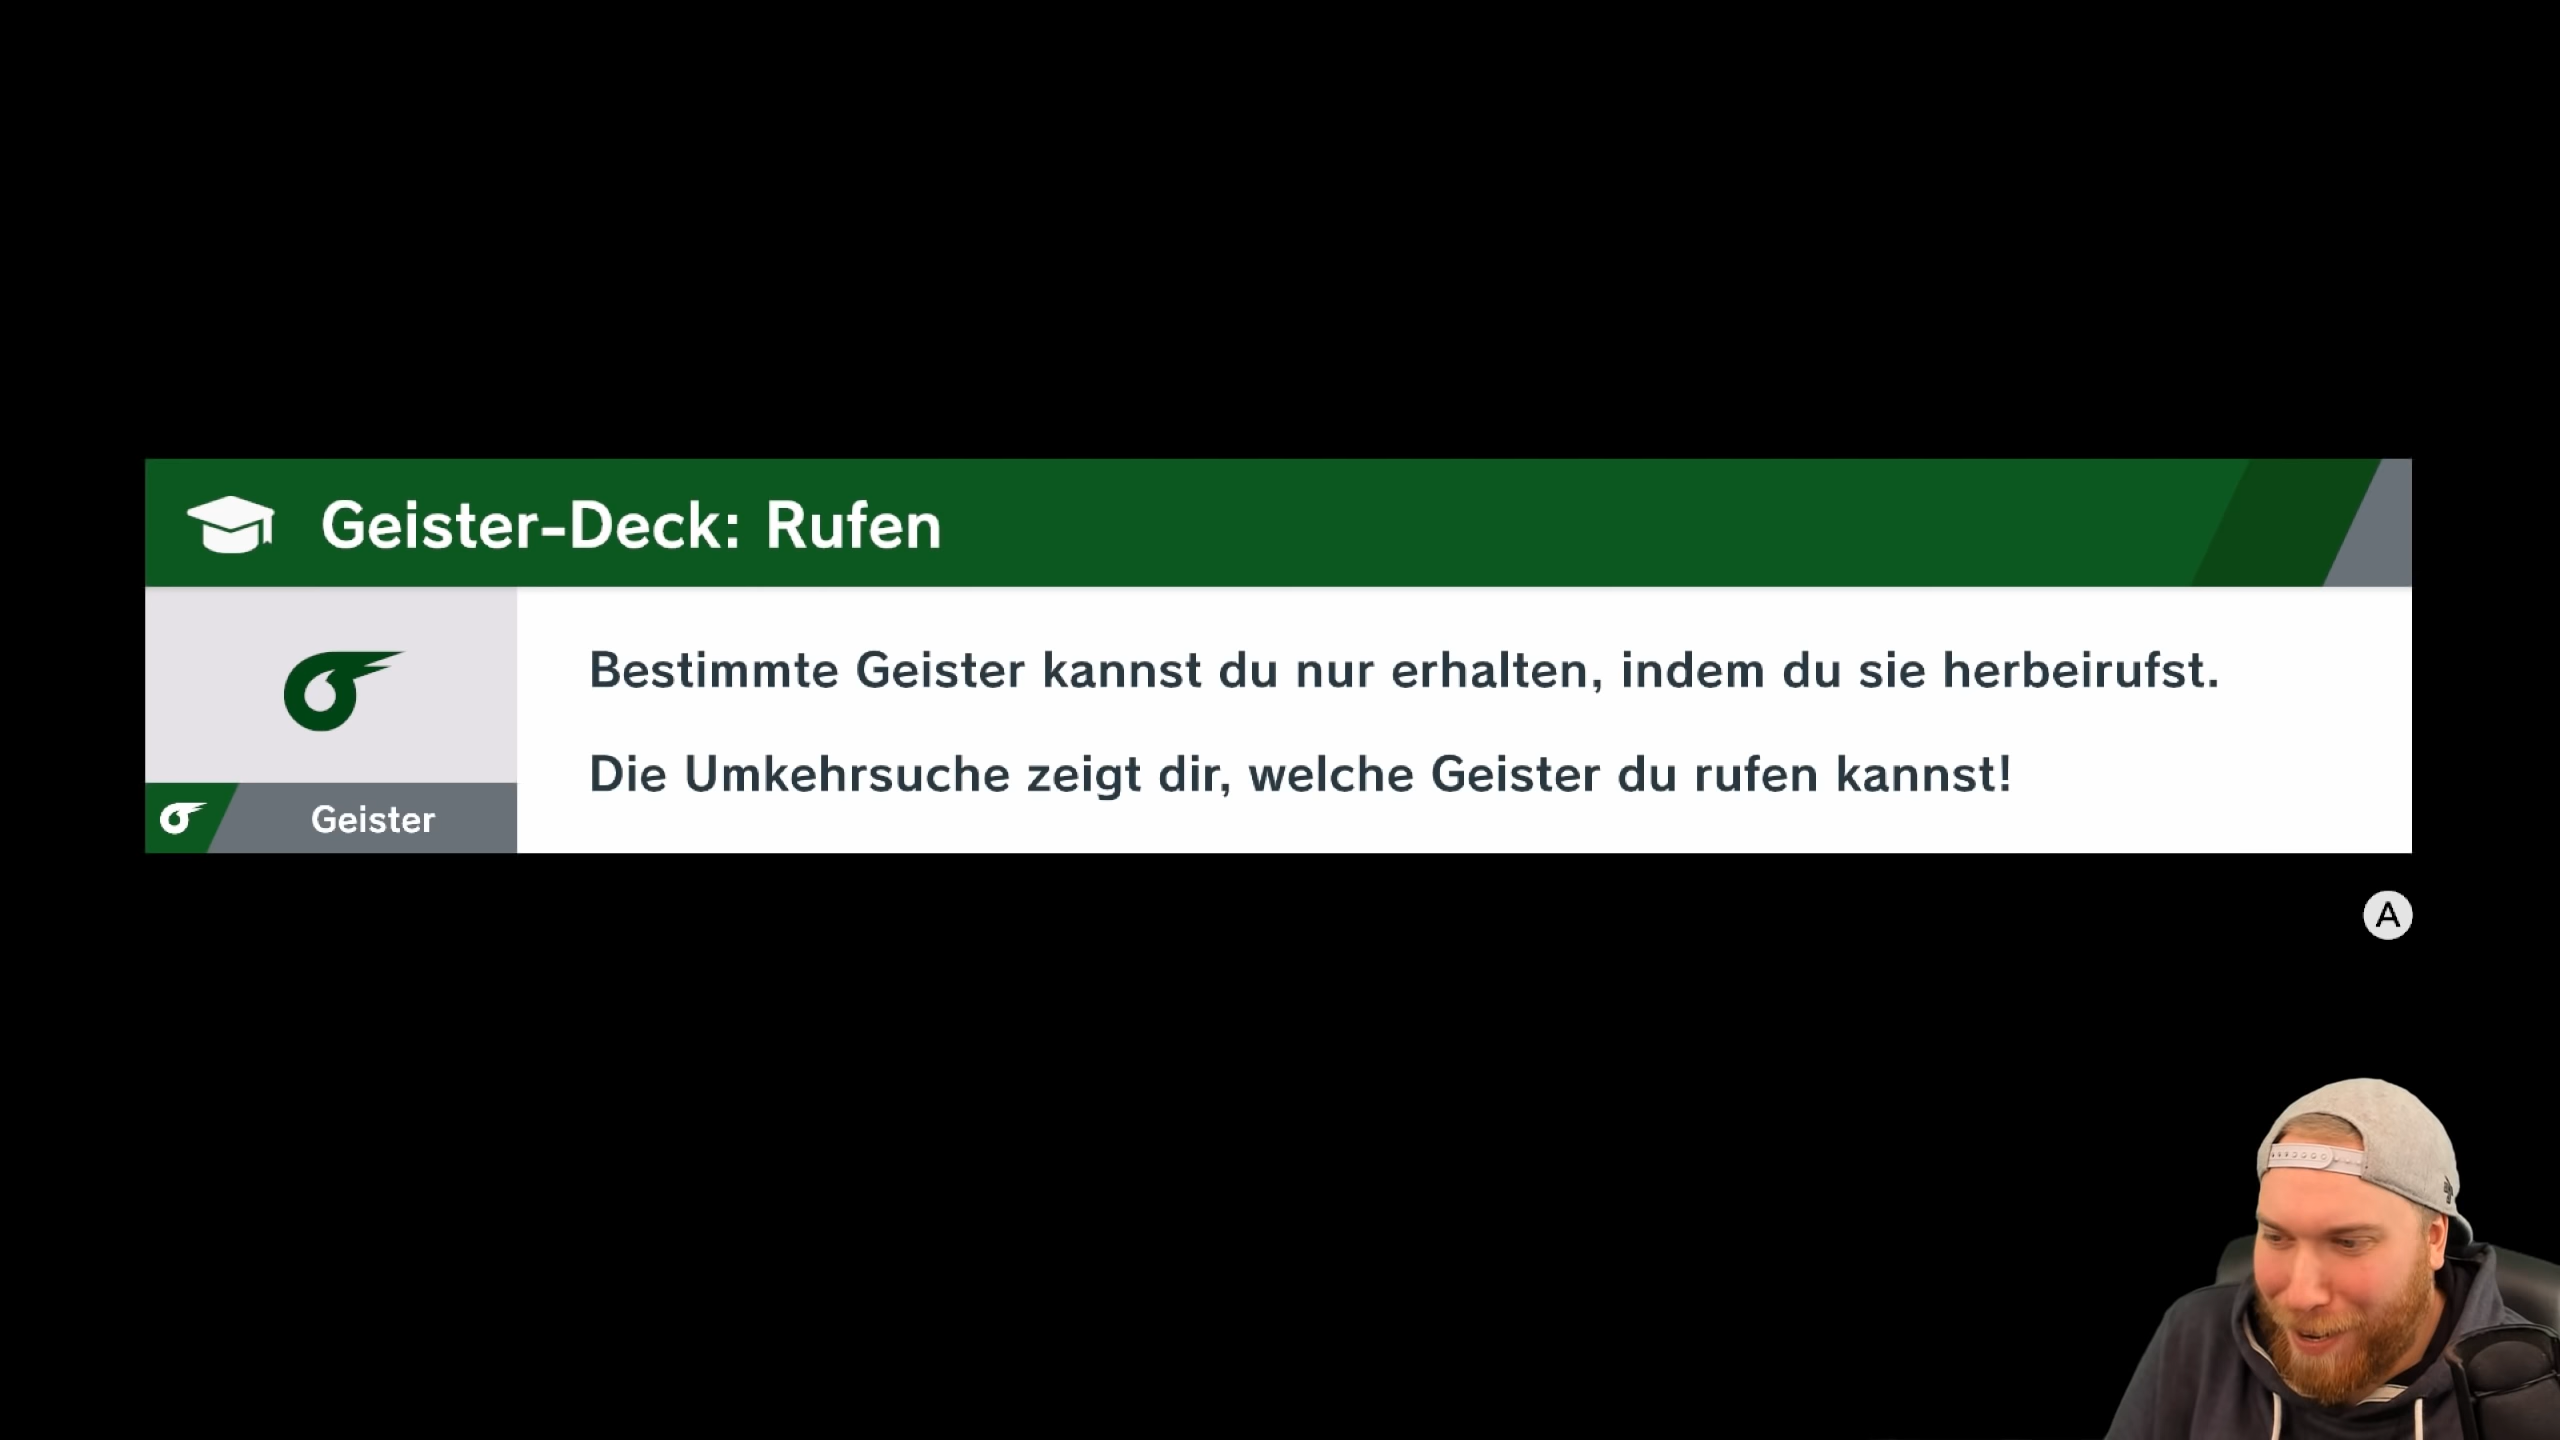 Geister-Deck: Rufen
Bestimmte Geister kannst du nur erhalten, indem du sie herbeirufst.
Die Umkehrsuche zeigt dir, welche Geister du rufen kannst!
Geister
A